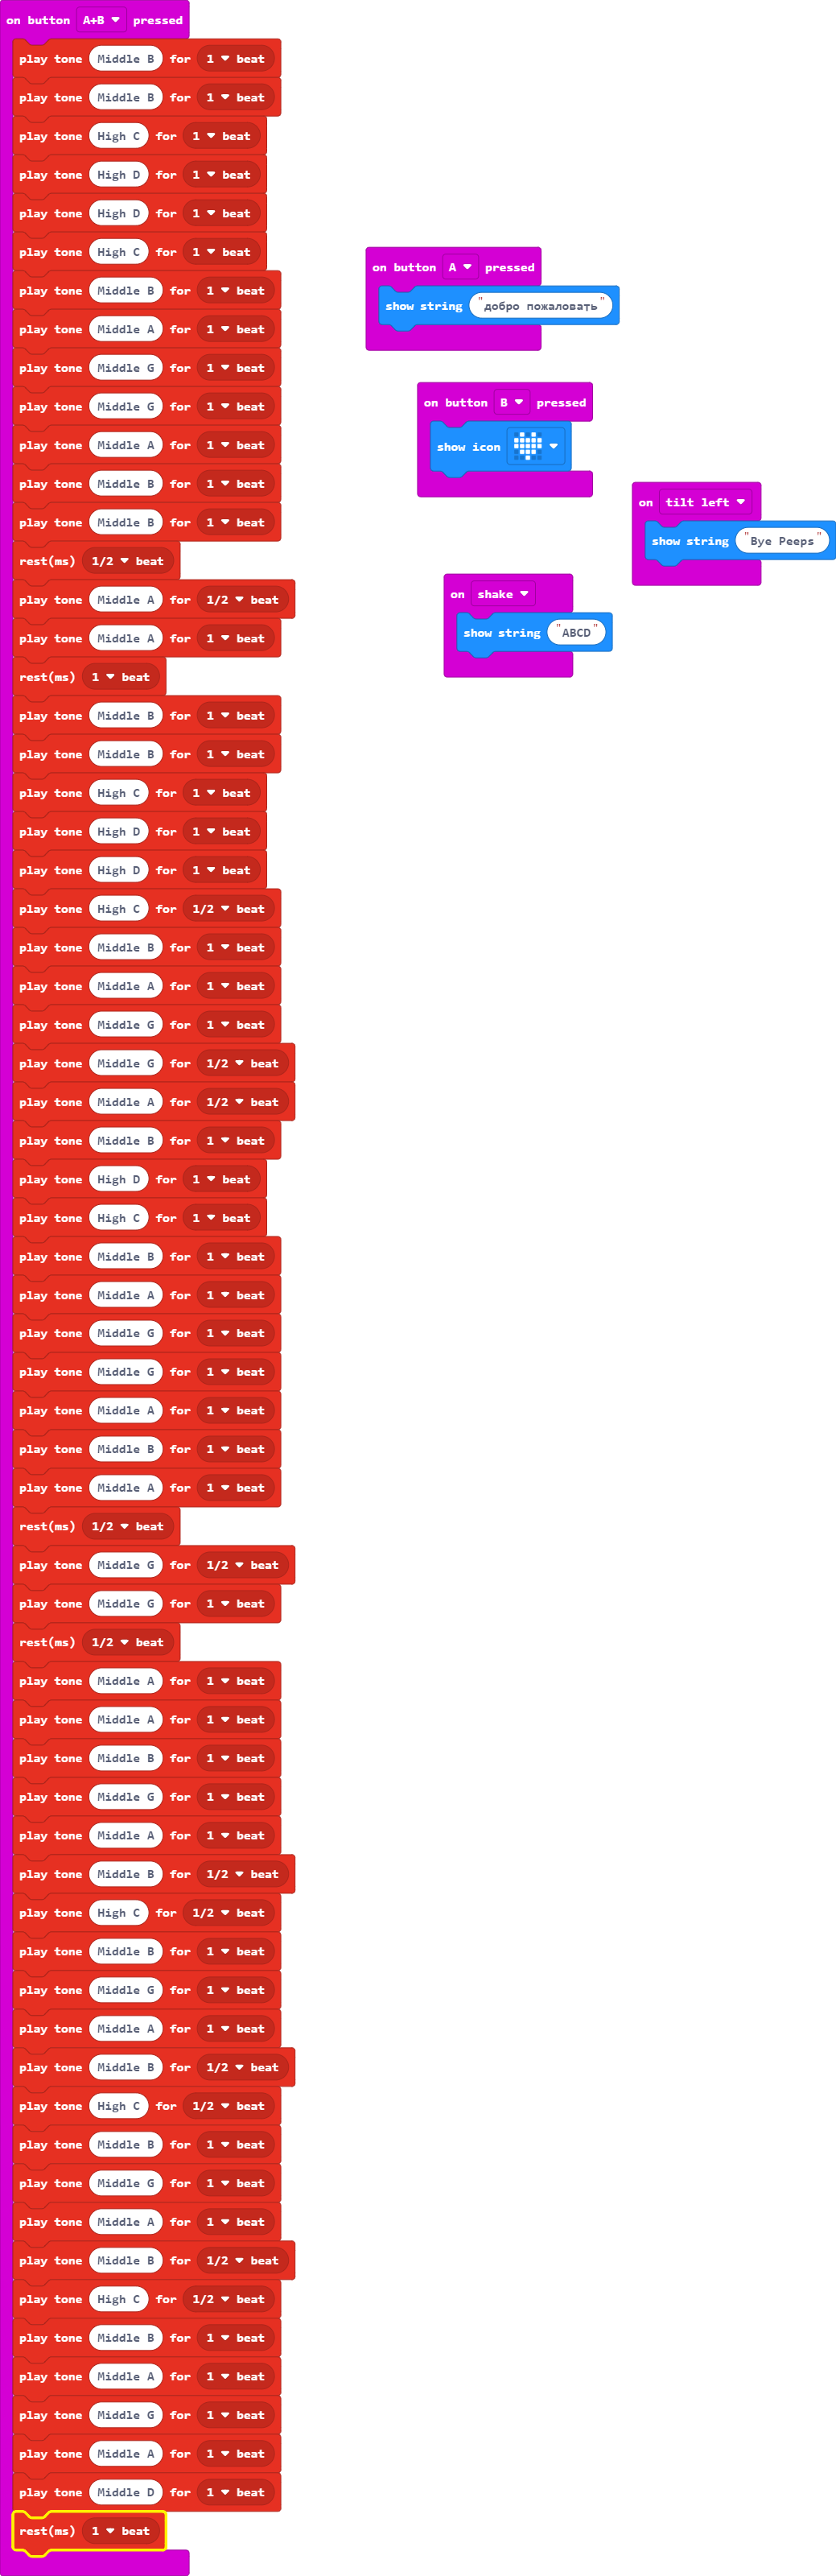 on button A+B pressed
play tone Middle B for 1 beat
play tone Middle B for 1 beat
play tone High C for 1 beat
play tone High D for 1 beat
play tone High D for 1 beat
play tone High C for 1 beat
play tone Middle B for 1 beat
play tone Middle A for 1 beat
play tone Middle G for 1 beat
play tone Middle G for 1 beat
play tone Middle A for 1 beat
play tone Middle B for 1 beat
play tone Middle B for 1 beat
rest(ms) 1/2 beat
play tone Middle A for 1/2 beat
play tone Middle A for 1 beat
rest(ms) 1 beat
play tone Middle B for 1 beat
play tone Middle B for 1 beat
play tone High C for 1 beat
play tone High D for 1 beat
play tone High D for 1 beat
play tone High C for 1/2 beat
play tone Middle B for 1 beat
play tone Middle A for 1 beat
play tone Middle G for 1 beat
play tone Middle G for 1/2 beat
play tone Middle A for 1/2 beat
play tone Middle B for 1 beat
play tone High D for 1 beat
play tone High C for 1 beat
play tone Middle B for 1 beat
play tone Middle A for 1 beat
play tone Middle G for 1 beat
play tone Middle G for 1 beat
play tone Middle A for 1 beat
play tone Middle B for 1 beat
play tone Middle A for 1 beat
rest(ms) 1/2 beat
play tone Middle G for 1/2 beat
play tone Middle G for 1 beat
rest(ms) 1/2 beat
play tone Middle A for 1 beat
play tone Middle A for 1 beat
play tone Middle B for 1 beat
play tone Middle G for 1 beat
play tone Middle A for 1 beat
play tone Middle B for 1/2 beat
play tone High C for 1/2 beat
play tone Middle B for 1 beat
play tone Middle G for 1 beat
play tone Middle A for 1 beat
play tone Middle B for 1/2 beat
play tone High C for 1/2 beat
play tone Middle B for 1 beat
play tone Middle G for 1 beat
play tone Middle A for 1 beat
play tone Middle B for 1/2 beat
play tone High C for 1/2 beat
play tone Middle B for 1 beat
play tone Middle A for 1 beat
play tone Middle G for 1 beat
play tone Middle A for 1 beat
play tone Middle D for 1 beat
rest(ms) 1 beat
on button A pressed
show string "добро пожаловать"
on button B pressed
show icon
on tilt left
show string "Bye Peeps"
on shake
show string "ABCD"